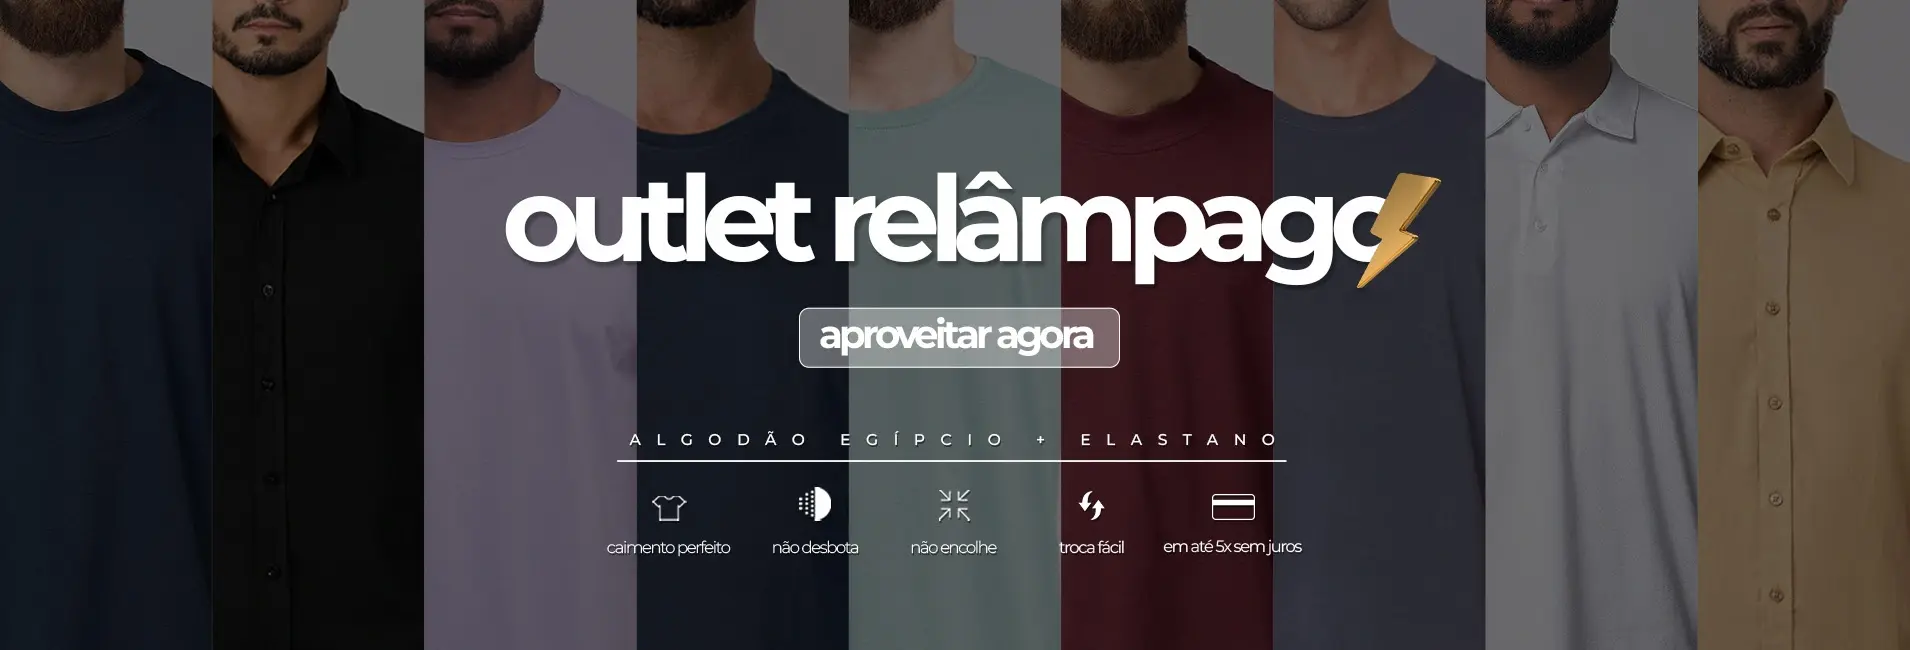 outlet relâmpago
aproveitar agora
ALGODÃO EGÍPCIO + ELASTANO
caimento perfeito
não desbota
não encolhe
troca fácil
em até 5x sem juros